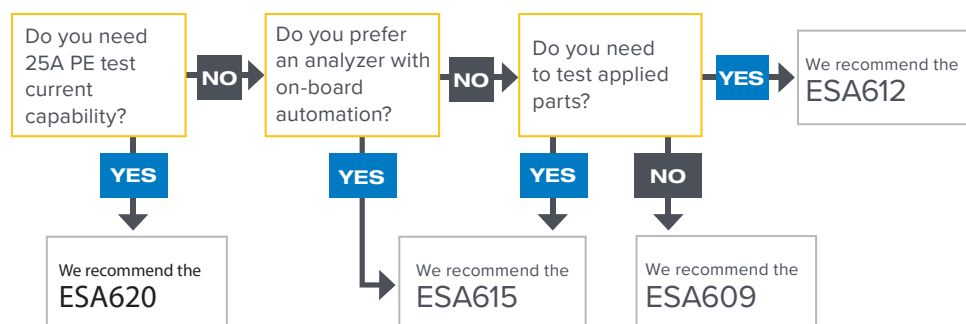 Do you need
25A PE test
current
capability?
NO
Do you prefer
an analyzer with
on-board
automation?
NO
Do you need
to test applied
parts?
YES
We recommend the
ESA612
YES
YES
YES
NO
We recommend the
ESA620
We recommend the
ESA615
We recommend the
ESA609